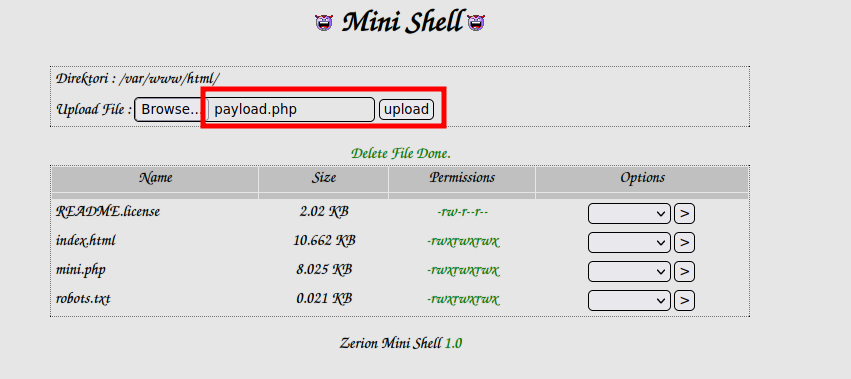 Mini Shell
Direktori : /var/www/html/
Upload File : Browse... payload.php upload
Delete File Done.
Name Size Permissions Options
README.license 2.02 KB -rw-r--r-- >
index.html 10.662 KB -rwxrwxrwx >
mini.php 8.025 KB -rwxrwxrwx >
robots.txt 0.021 KB -rwxrwxrwx >
Zerion Mini Shell 1.0